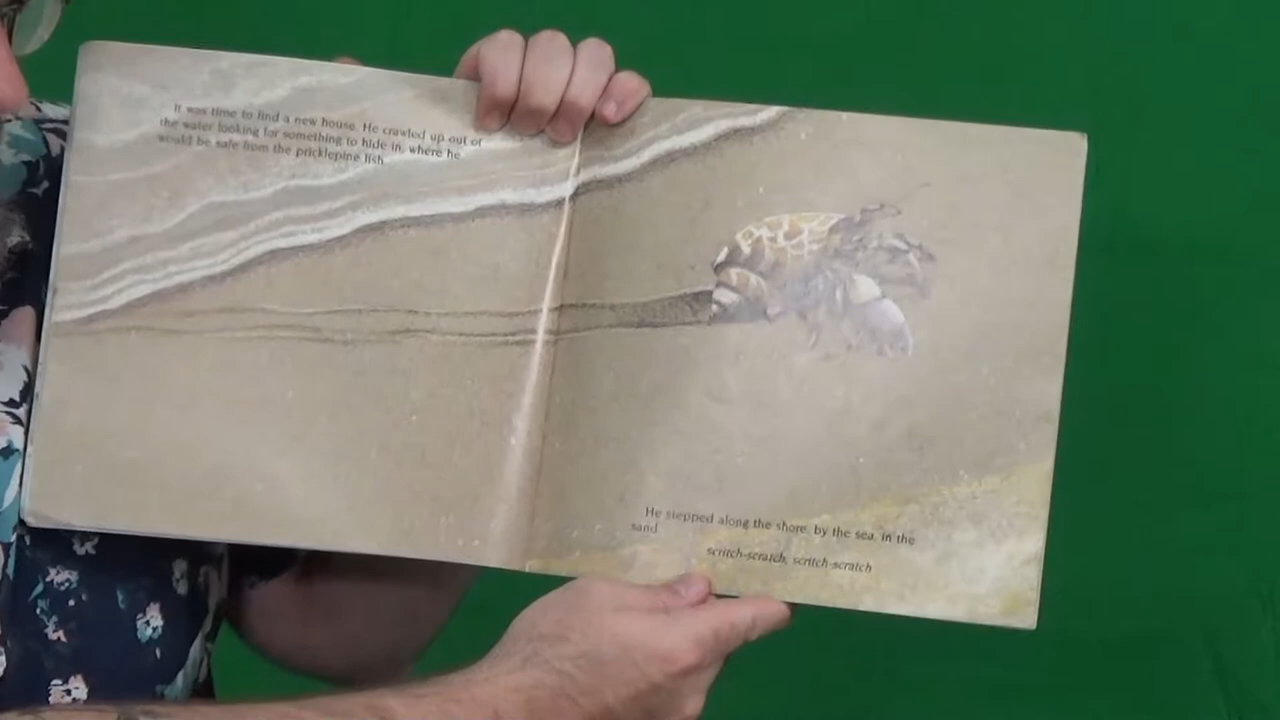 It was time to find a new house. He crawled up out of
the water looking for something to hide in, where he
would be safe from the pricklepine fish.
He stepped along the shore, by the sea, in the
sand
scritch-scratch, scritch-scratch